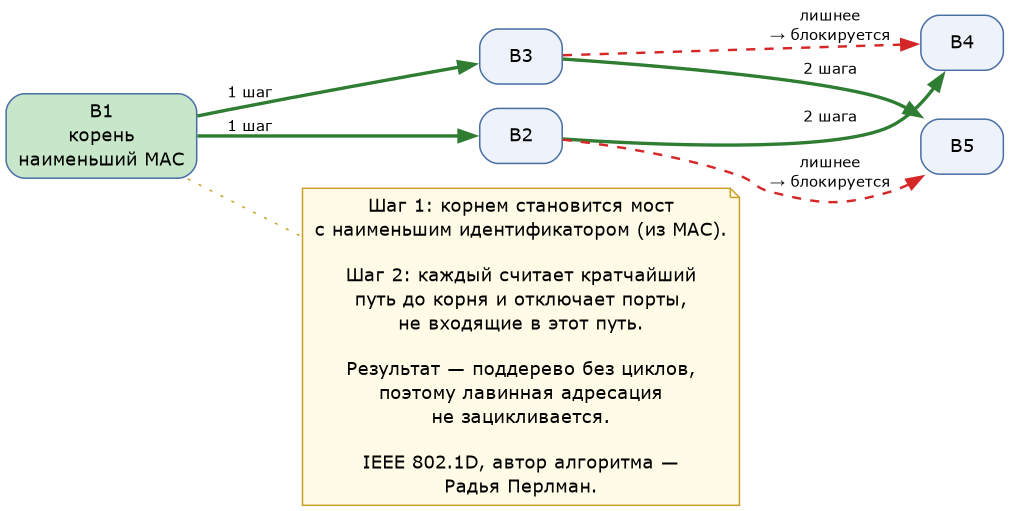 B1
корень
наименьший MAC
1 шаг
1 шаг
B3
B2
лишнее
→ блокируется
2 шага
2 шага
лишнее
→ блокируется
B4
B5
Шаг 1: корнем становится мост
с наименьшим идентификатором (из MAC).
Шаг 2: каждый считает кратчайший
путь до корня и отключает порты,
не входящие в этот путь.
Результат — поддерево без циклов,
поэтому лавинная адресация
не зацикливается.
IEEE 802.1D, автор алгоритма —
Радья Перлман.